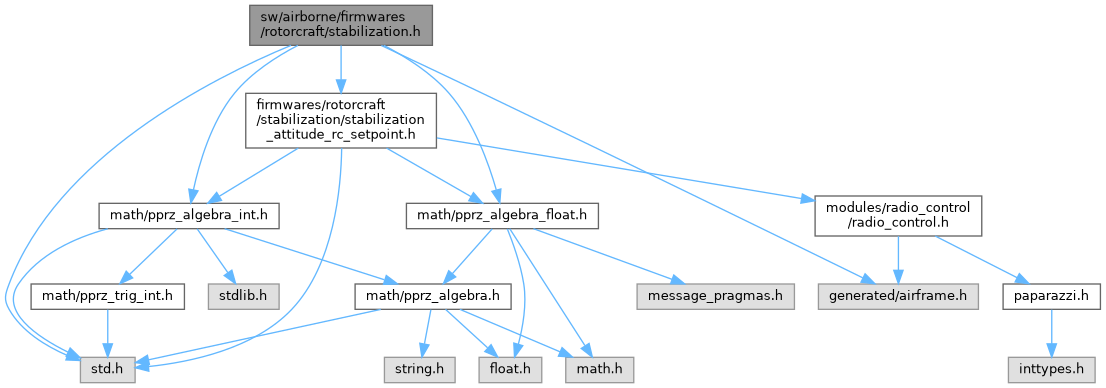 sw/airborne/firmwares
/rotorcraft/stabilization.h
firmwares/rotorcraft
/stabilization/stabilization
_attitude_rc_setpoint.h
math/pprz_algebra_int.h
math/pprz_algebra_float.h
modules/radio_control
/radio_control.h
math/pprz_trig_int.h
stdlib.h
math/pprz_algebra.h
message_pragmas.h
generated/airframe.h
paparazzi.h
std.h
string.h
float.h
math.h
inttypes.h